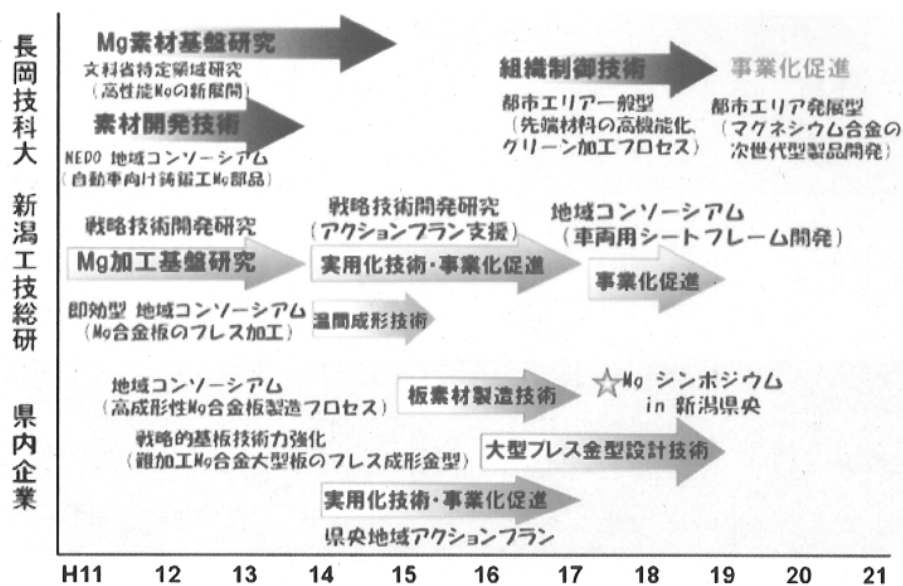 長岡技科大
Mg素材基盤研究
文科省特定領域研究
(高性能Mgの新展開)
素材開発技術
NEDO 地域コンソーシアム
(自動車向け鋳鍛工Mg部品)
組織制御技術
都市エリア一般型
(先端材料の高機能化、
グリーン加工プロセス)
事業化促進
都市エリア発展型
(マグネシウム合金の
次世代型製品開発)
新潟工技総研
戦略技術開発研究
Mg加工基盤研究
即効型 地域コンソーシアム
(Mg合金板のプレス加工)
戦略技術開発研究
(アクションプラン支援)
実用化技術・事業化促進
温間成形技術
地域コンソーシアム
(車両用シートフレーム開発)
事業化促進
県内企業
地域コンソーシアム
(高成形性Mg合金板製造プロセス)
板素材製造技術
☆Mg シンポジウム
in 新潟県央
戦略的基板技術力強化
(難加工Mg合金大型板のプレス成形金型)
大型プレス金型設計技術
実用化技術・事業化促進
県央地域アクションプラン
H11 12 13 14 15 16 17 18 19 20 21